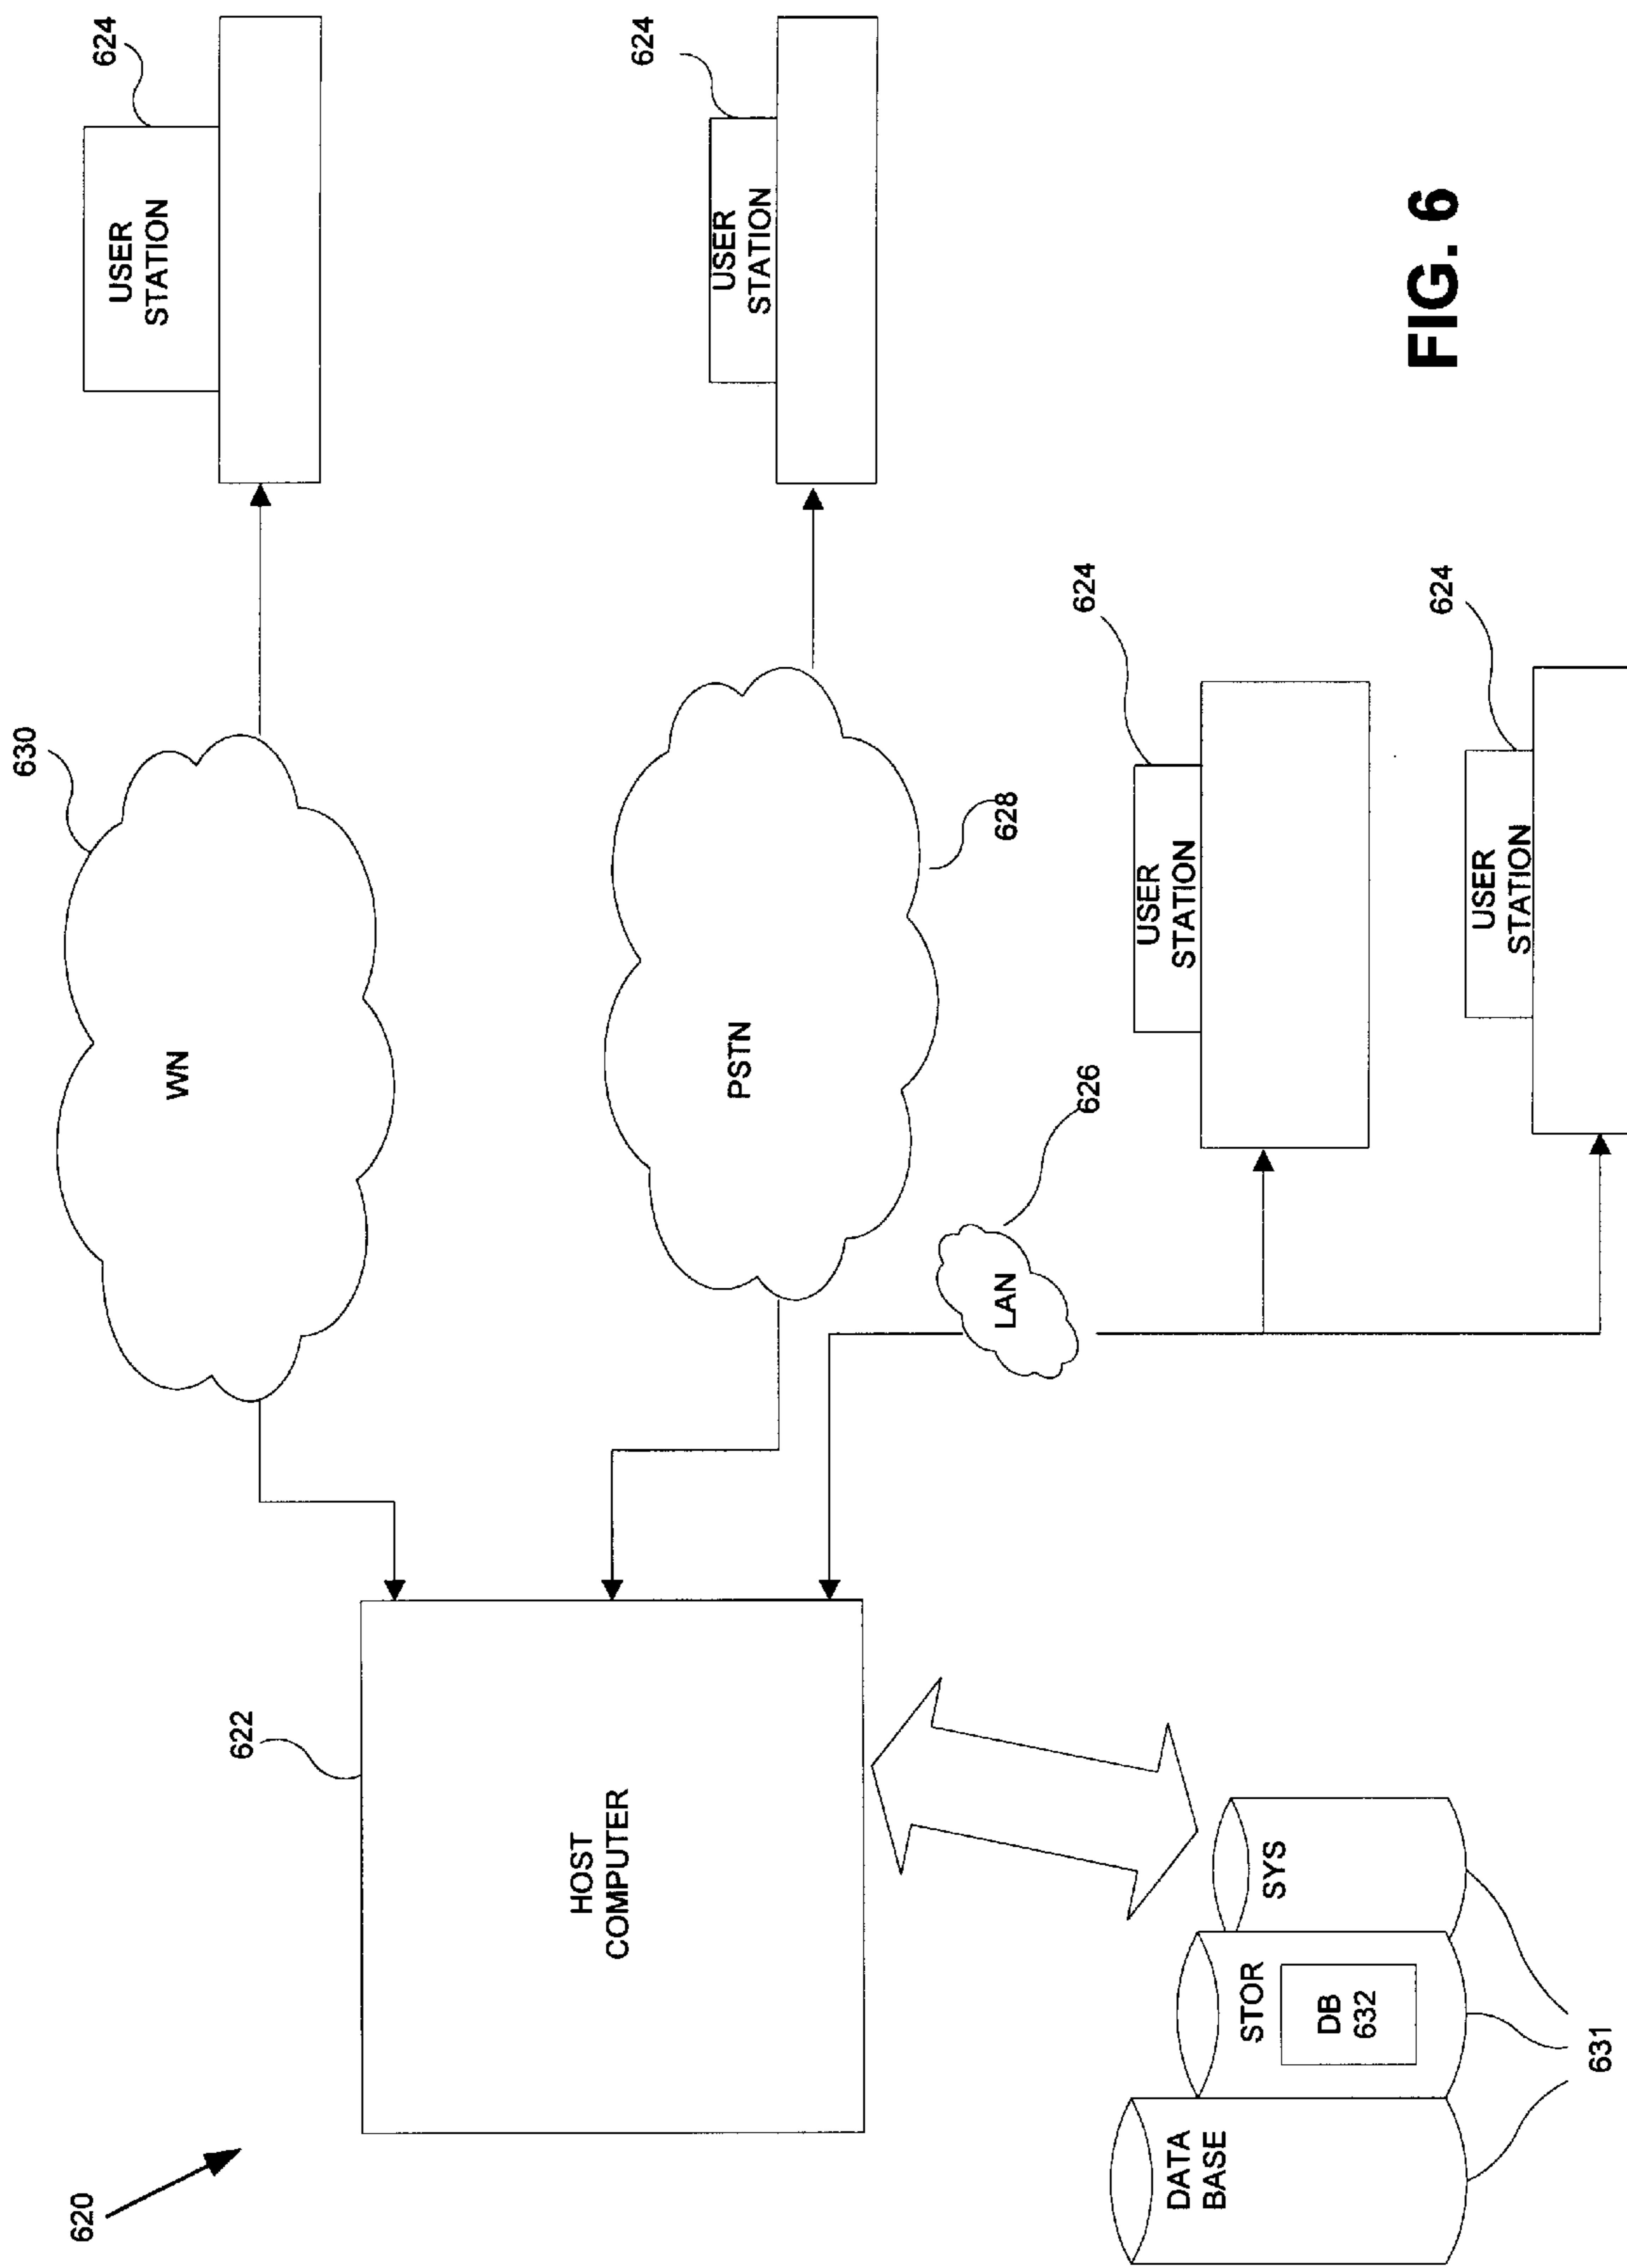 620
622
HOST
COMPUTER
630
WN
624
USER
STATION
PSTN
628
624
USER
STATION
LAN
626
624
USER
STATION
624
USER
STATION
DATA
BASE
STOR
DB
632
SYS
631
FIG. 6